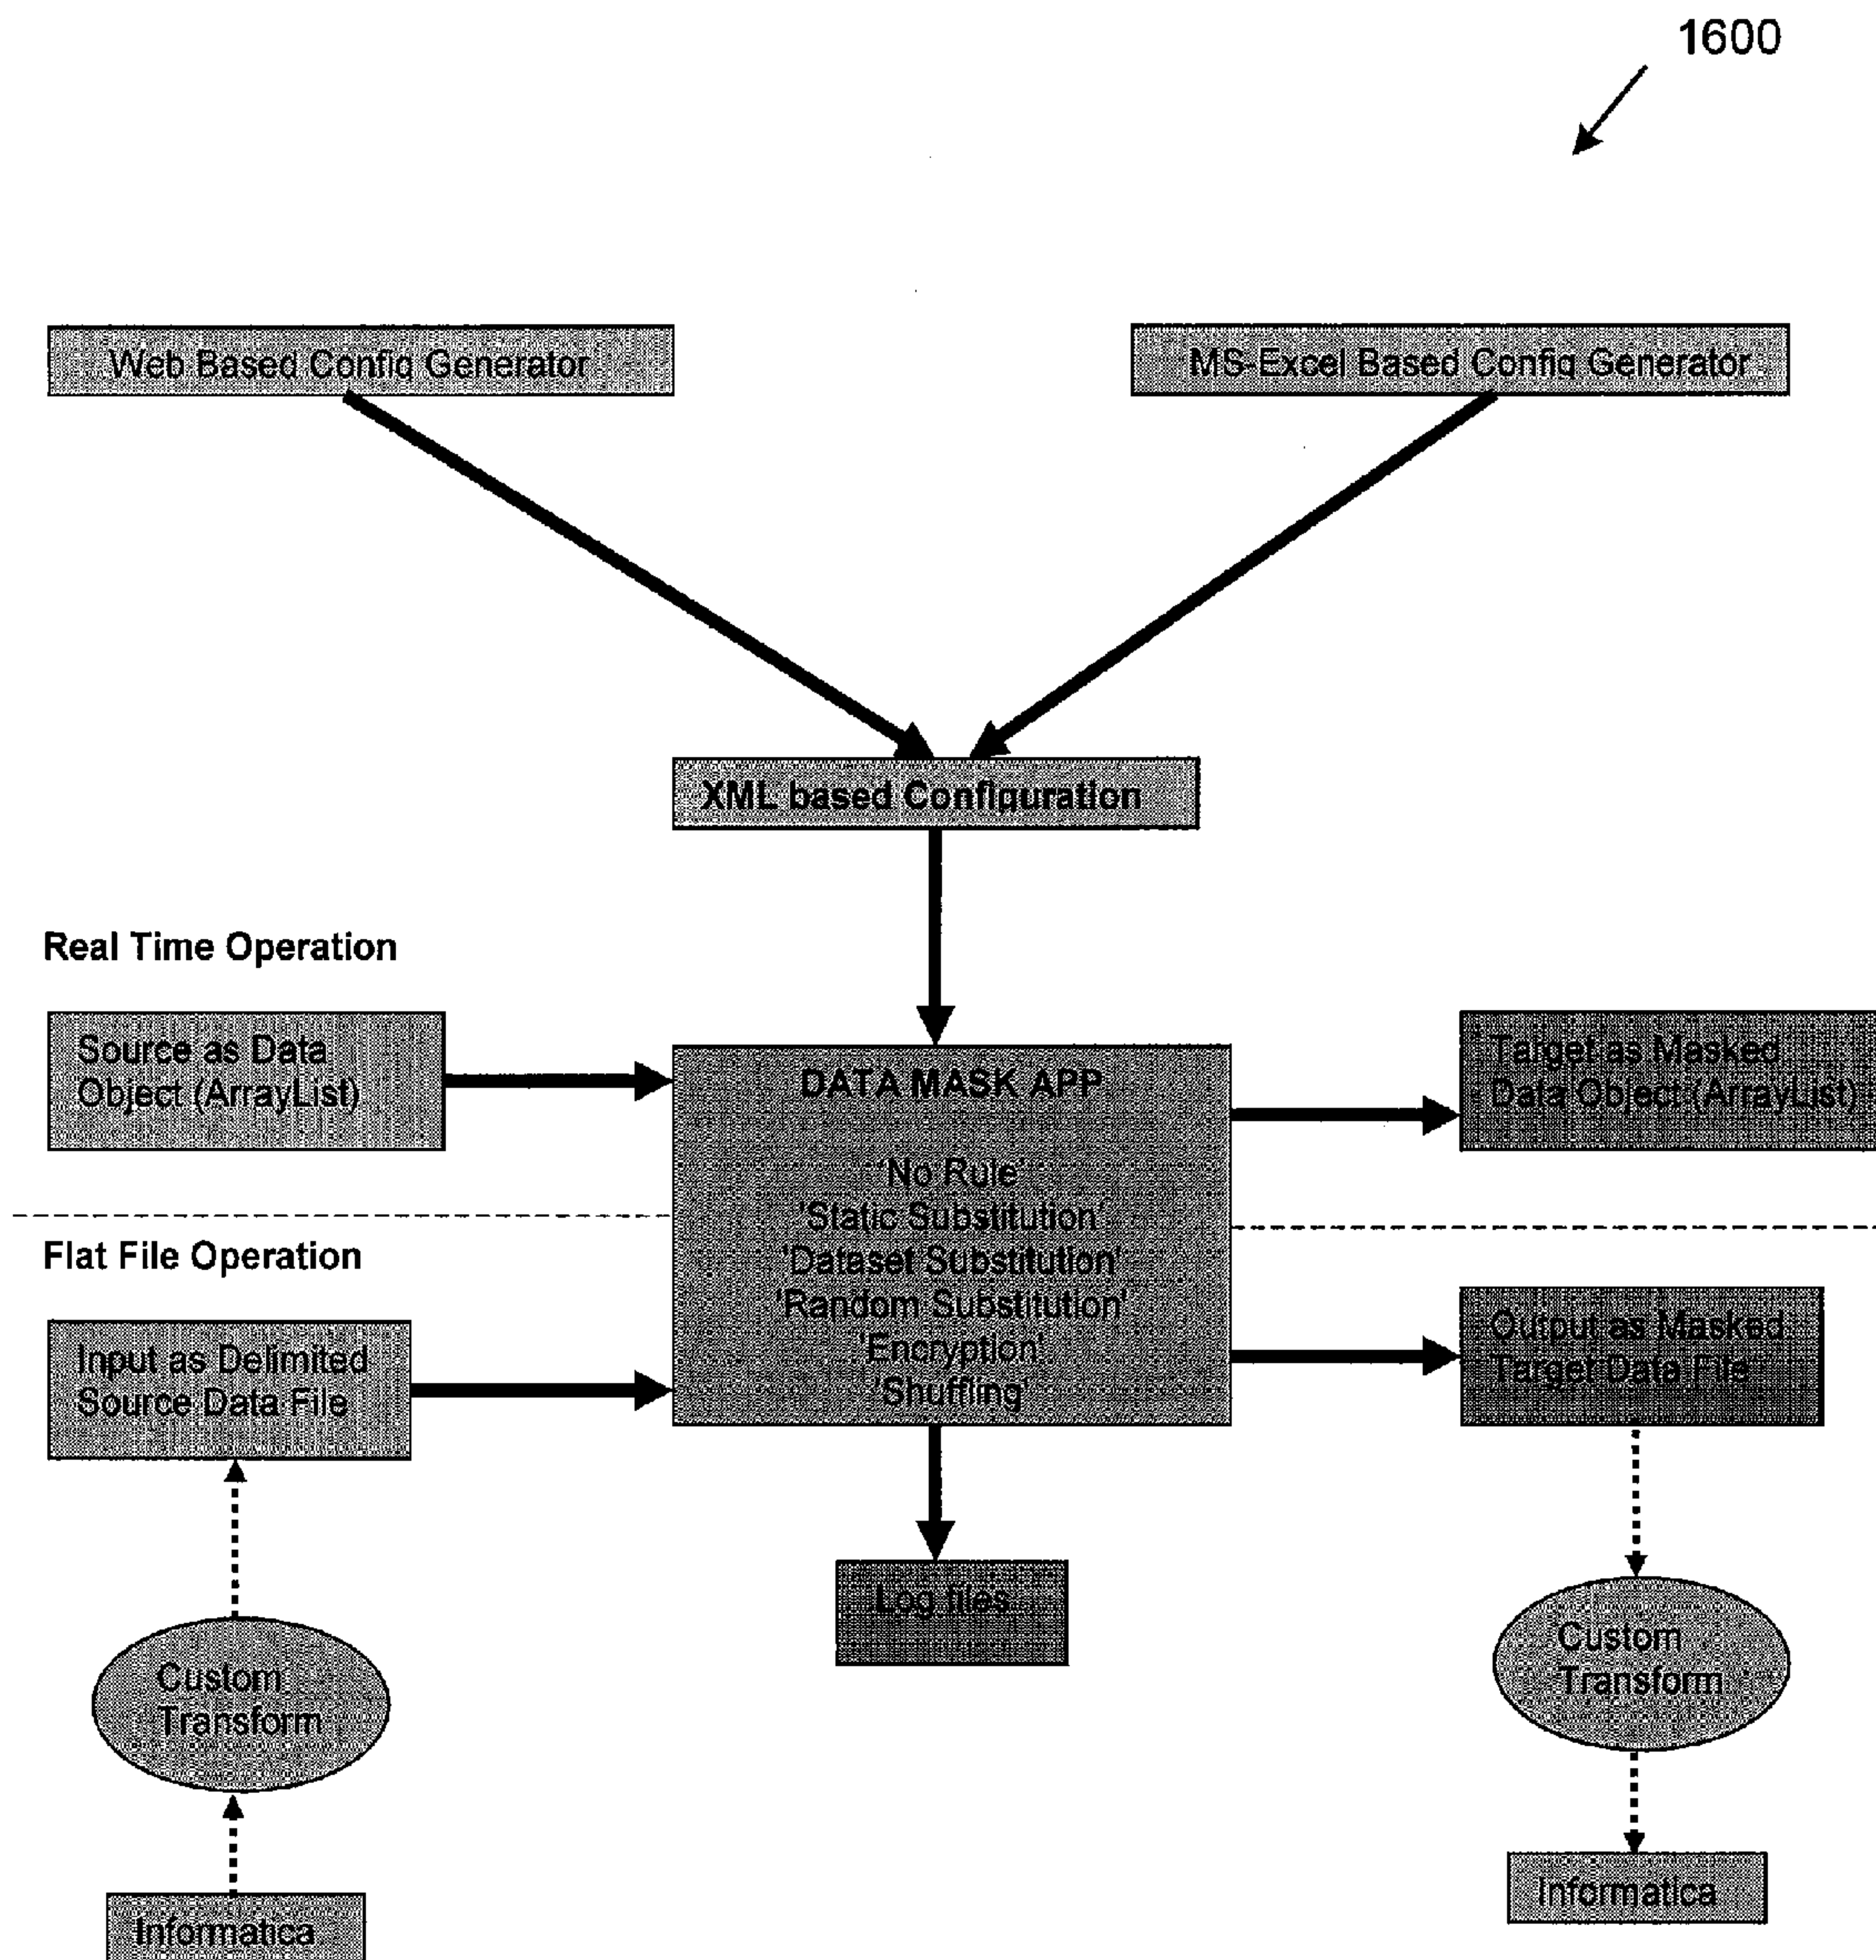 1600
Web Based Config Generator
MS-Excel Based Config Generator
XML based Configuration
Real Time Operation
Source as Data
Object (ArrayList)
DATA MASK APP
'No Rule'
'Static Substitution'
'Dataset Substitution'
'Random Substitution'
'Encryption'
'Shuffling'
Target as Masked
Data Object (ArrayList)
Flat File Operation
Input as Delimited
Source Data File
Output as Masked
Target Data File
Log files
Custom
Transform
Custom
Transform
Informatica
Informatica